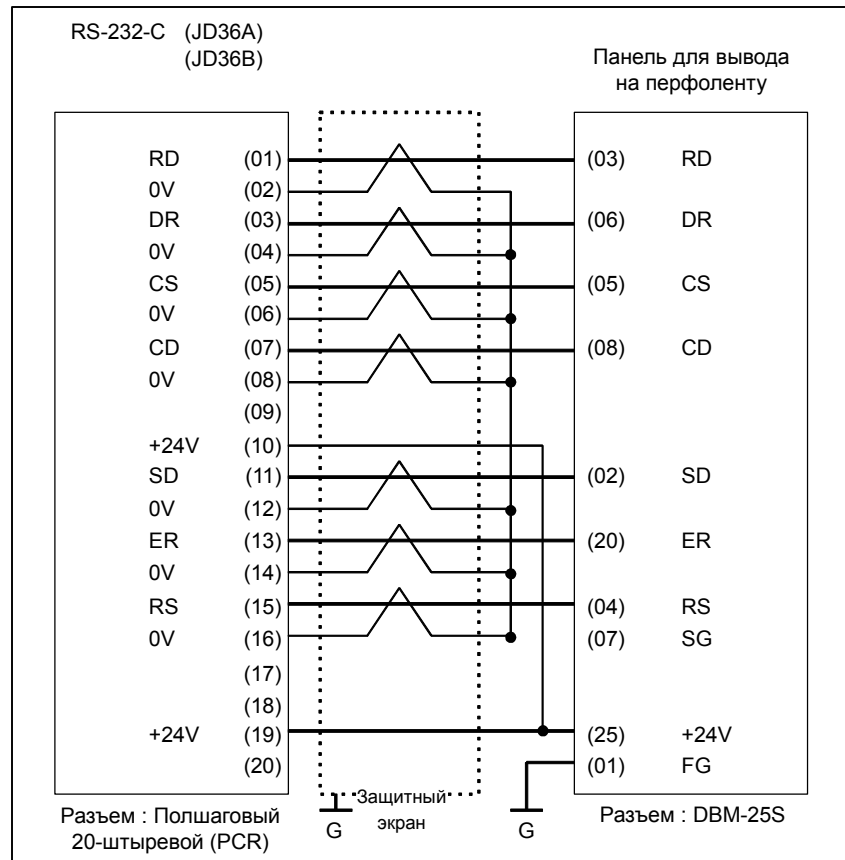 RS-232-C (JD36A)
(JD36B)
Панель для вывода
на перфоленту
RD (01) (03) RD
0V (02)
DR (03) (06) DR
0V (04)
CS (05) (05) CS
0V (06)
CD (07) (08) CD
0V (08)
(09)
+24V (10)
SD (11) (02) SD
0V (12)
ER (13) (20) ER
0V (14)
RS (15) (04) RS
0V (16) (07) SG
(17)
(18)
+24V (19) (25) +24V
(20) (01) FG
Разъем : Полшаговый
20-штыревой (PCR)
G
Защитный
экран
G
Разъем : DBM-25S